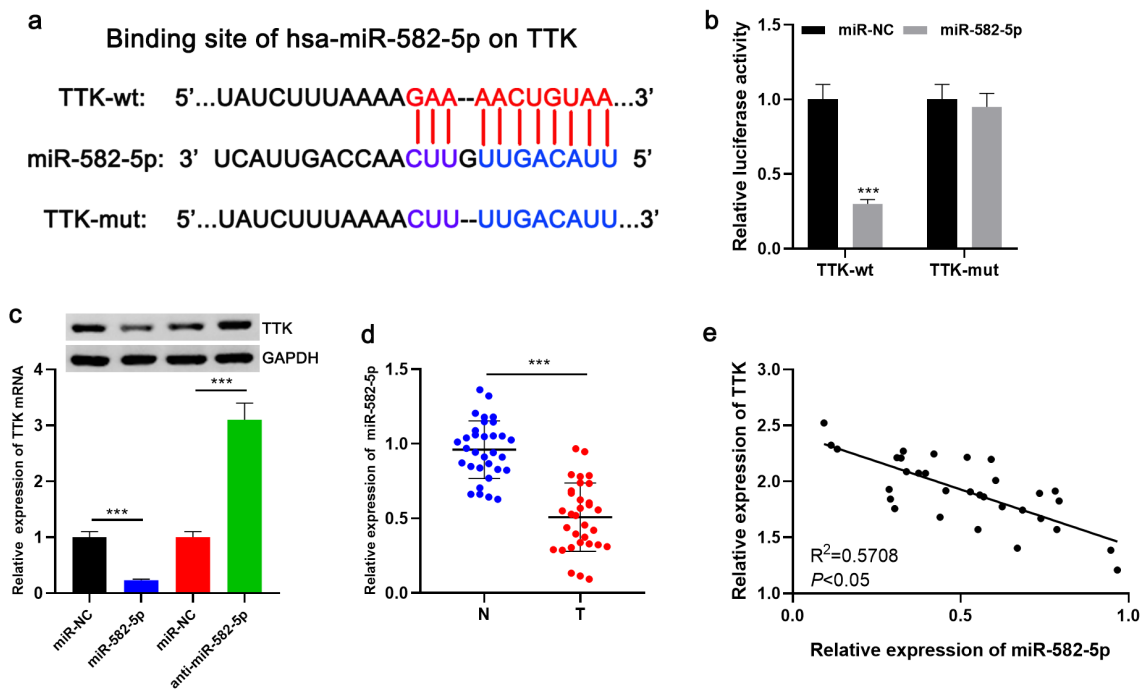 a
Binding site of hsa-miR-582-5p on TTK
TTK-wt: 5’...UAUCUUUAAAAGAA--AACUGUAA...3’
miR-582-5p: 3’ UCAUUGACCAACUUGUUGACAUU 5’
TTK-mut: 5’...UAUCUUUAAAACUU--UUGACAUU...3’
b
miR-NC miR-582-5p
Relative luciferase activity
1.5
1.0
0.5
0.0
***
TTK-wt TTK-mut
c
TTK
GAPDH
Relative expression of TTK mRNA
4
3
2
1
0
***
***
miR-NC
miR-582-5p
miR-NC
anti-miR-582-5p
d
Relative expression of miR-582-5p
1.5
1.0
0.5
0.0
***
N T
e
Relative expression of TTK
3.0
2.5
2.0
1.5
1.0
R²=0.5708
P<0.05
0.0 0.5 1.0
Relative expression of miR-582-5p